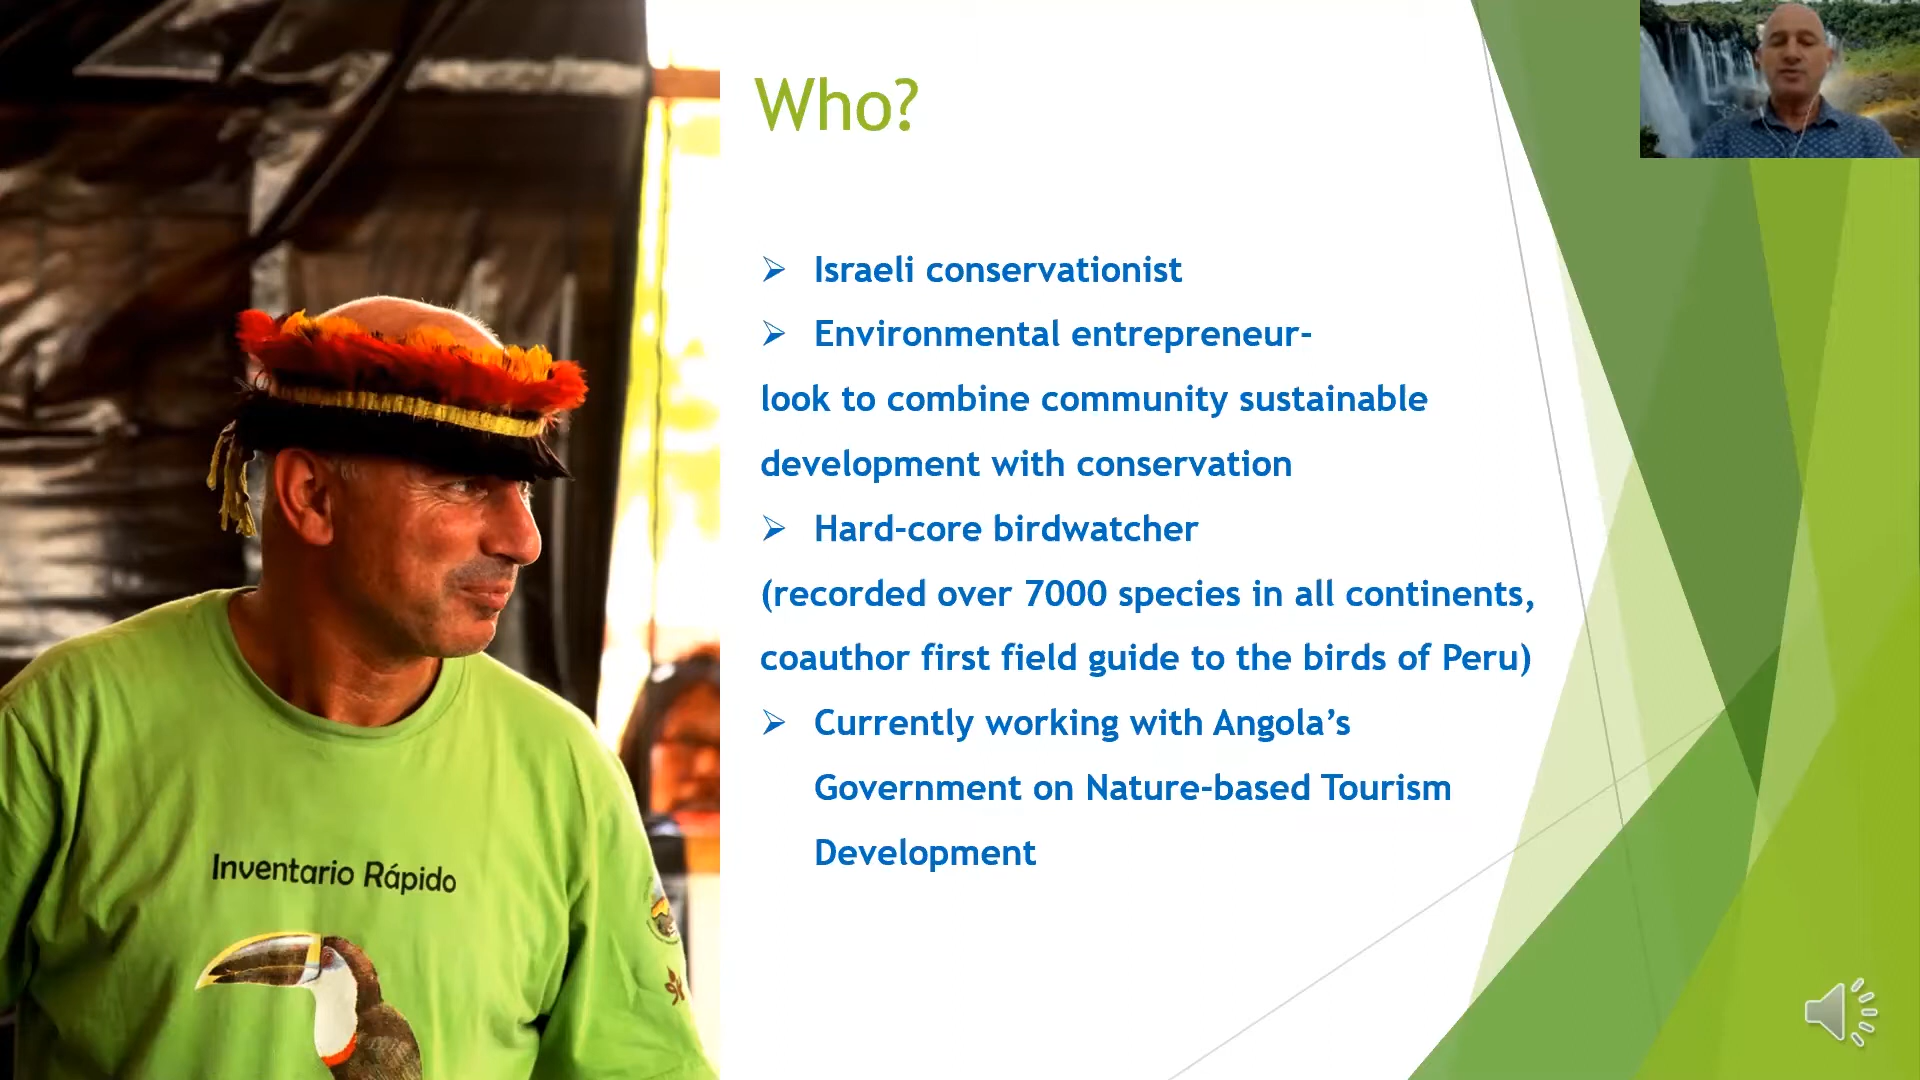 Who?
➢ Israeli conservationist
➢ Environmental entrepreneur-
look to combine community sustainable
development with conservation
➢ Hard-core birdwatcher
(recorded over 7000 species in all continents,
coauthor first field guide to the birds of Peru)
➢ Currently working with Angola’s
Government on Nature-based Tourism
Development
Inventario Rápido